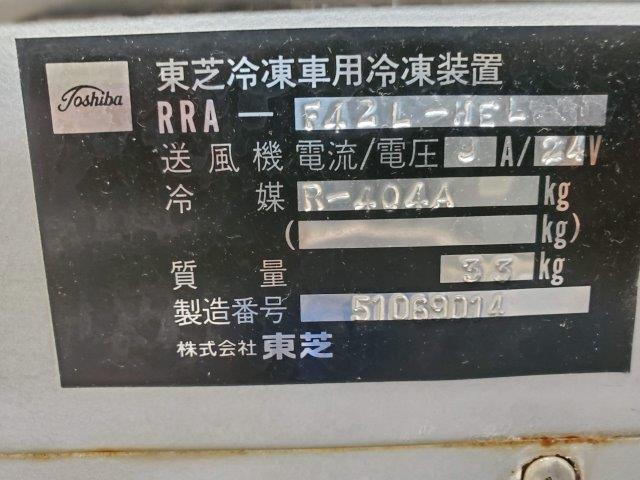 Toshiba
東芝冷凍車用冷凍装置
RRA — F42L-HEL
送風機 電流/電圧 9 A/24V
冷媒 R-404A kg
( kg)
質量 33 kg
製造番号 51069014
株式会社 東芝